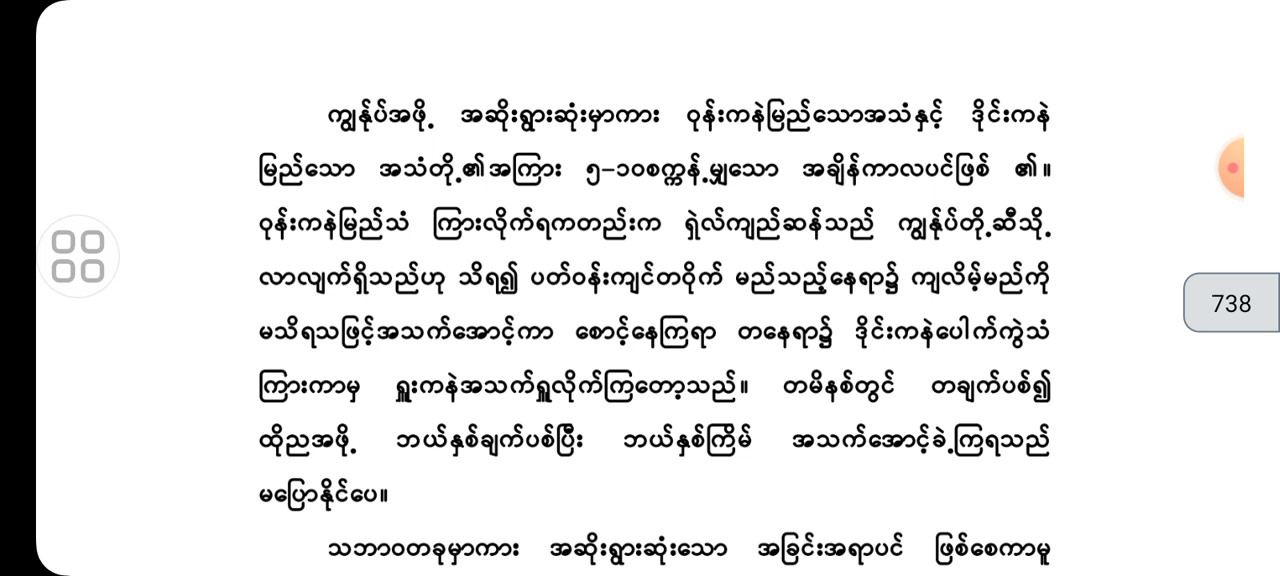 ကျွန်ုပ်အဖို့ အဆိုးရွားဆုံးမှာကား ဝုန်းကနဲမြည်သောအသံနှင့် ဒိုင်းကနဲ
မြည်သော အသံတို့၏အကြား ၅–၁၀စက္ကန့်မျှသော အချိန်ကာလပင်ဖြစ် ၏။
ဝုန်းကနဲမြည်သံ ကြားလိုက်ရကတည်းက ရှဲလ်ကျည်ဆန်သည် ကျွန်ုပ်တို့ဆီသို့
လာလျက်ရှိသည်ဟု သိရ၍ ပတ်ဝန်းကျင်တဝိုက် မည်သည့်နေရာ၌ ကျလိမ့်မည်ကို
မသိရသဖြင့်အသက်အောင့်ကာ စောင့်နေကြရာ တနေရာ၌ ဒိုင်းကနဲပေါက်ကွဲသံ
ကြားကာမှ ရှူးကနဲအသက်ရှူလိုက်ကြတော့သည်။ တမိနစ်တွင် တချက်ပစ်၍
ထိုညအဖို့ ဘယ်နှစ်ချက်ပစ်ပြီး ဘယ်နှစ်ကြိမ် အသက်အောင့်ခဲ့ကြရသည်
မပြောနိုင်ပေ။
သဘာဝတခုမှာကား အဆိုးရွားဆုံးသော အခြင်းအရာပင် ဖြစ်စေကာမူ
738